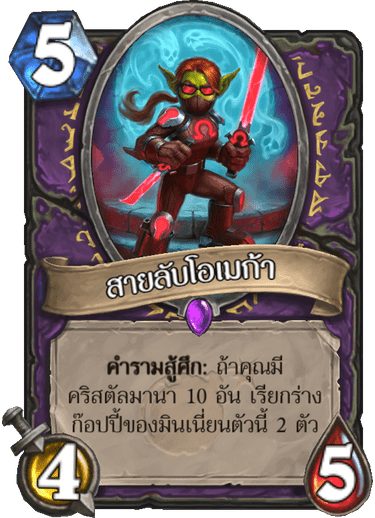 5
สายลับโอเมก้า
คำรามสู้ศึก: ถ้าคุณมี
คริสตัลมานา 10 อัน เรียกร่าง
ก๊อปปี้ของมินเนี่ยนตัวนี้ 2 ตัว
4
5